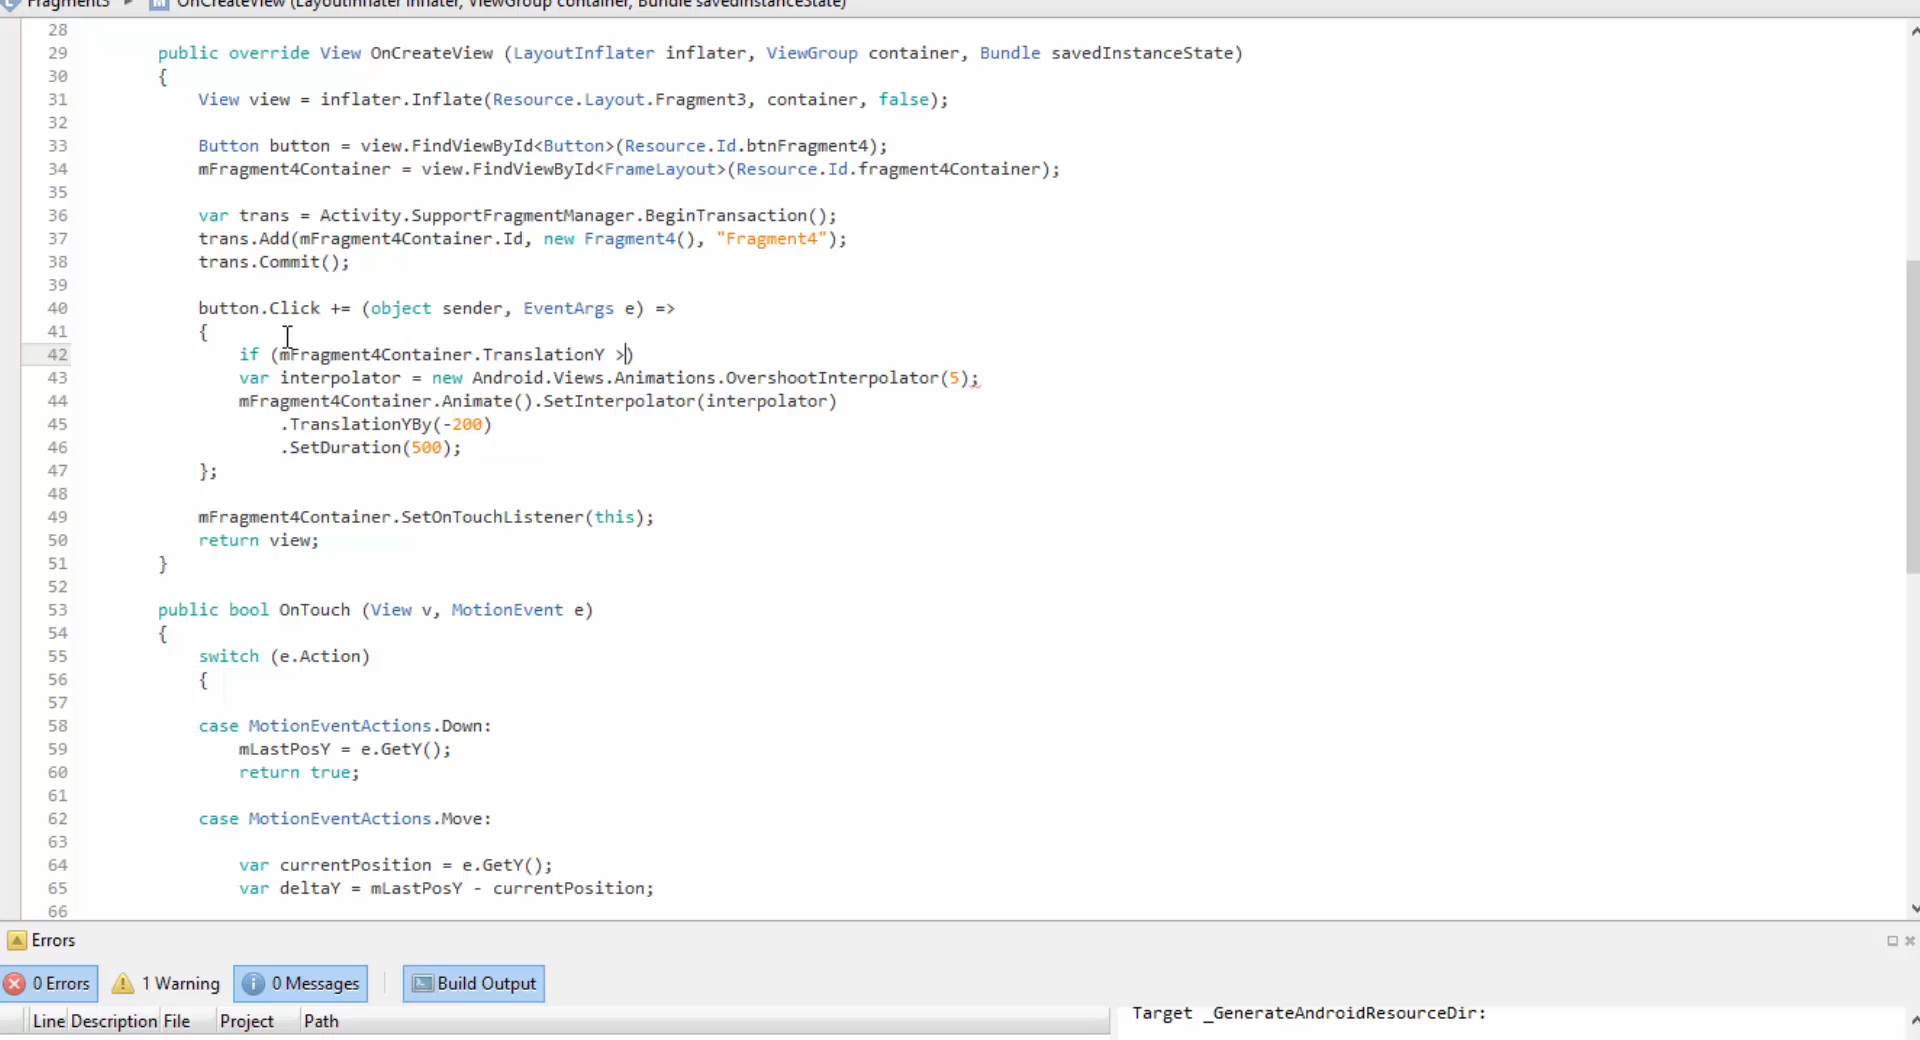 Fragment3 ▸ M OnCreateView (LayoutInflater inflater, ViewGroup container, Bundle savedInstanceState)
28
29 public override View OnCreateView (LayoutInflater inflater, ViewGroup container, Bundle savedInstanceState)
30 {
31 View view = inflater.Inflate(Resource.Layout.Fragment3, container, false);
32
33 Button button = view.FindViewById<Button>(Resource.Id.btnFragment4);
34 mFragment4Container = view.FindViewById<FrameLayout>(Resource.Id.fragment4Container);
35
36 var trans = Activity.SupportFragmentManager.BeginTransaction();
37 trans.Add(mFragment4Container.Id, new Fragment4(), "Fragment4");
38 trans.Commit();
39
40 button.Click += (object sender, EventArgs e) =>
41 {
42 if (mFragment4Container.TranslationY >)
43 var interpolator = new Android.Views.Animations.OvershootInterpolator(5);
44 mFragment4Container.Animate().SetInterpolator(interpolator)
45 .TranslationYBy(-200)
46 .SetDuration(500);
47 };
48
49 mFragment4Container.SetOnTouchListener(this);
50 return view;
51 }
52
53 public bool OnTouch (View v, MotionEvent e)
54 {
55 switch (e.Action)
56 {
57
58 case MotionEventActions.Down:
59 mLastPosY = e.GetY();
60 return true;
61
62 case MotionEventActions.Move:
63
64 var currentPosition = e.GetY();
65 var deltaY = mLastPosY - currentPosition;
66
Errors
0 Errors 1 Warning 0 Messages Build Output
Line Description File Project Path
Target _GenerateAndroidResourceDir: